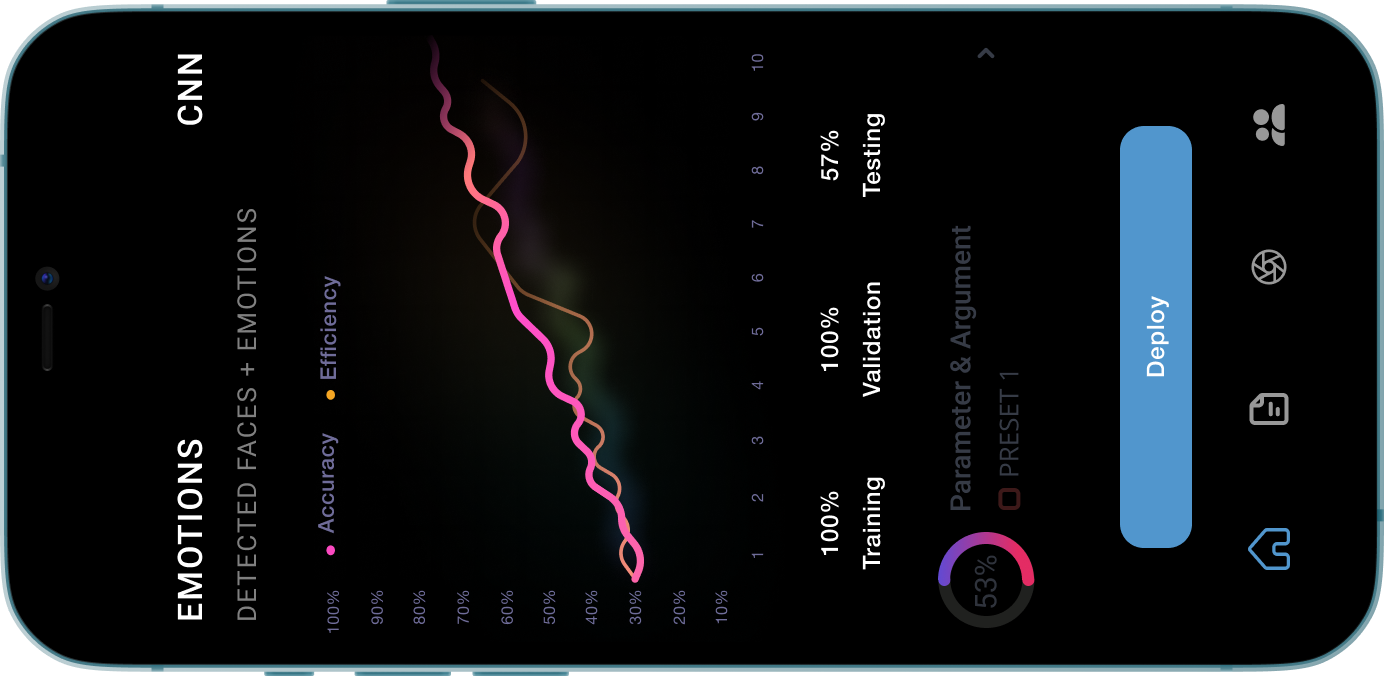 EMOTIONS CNN
DETECTED FACES + EMOTIONS
Accuracy Efficiency
100%
90%
80%
70%
60%
50%
40%
30%
20%
10%
1 2 3 4 5 6 7 8 9 10
100% 100% 57%
Training Validation Testing
53%
Parameter & Argument
PRESET 1
Deploy